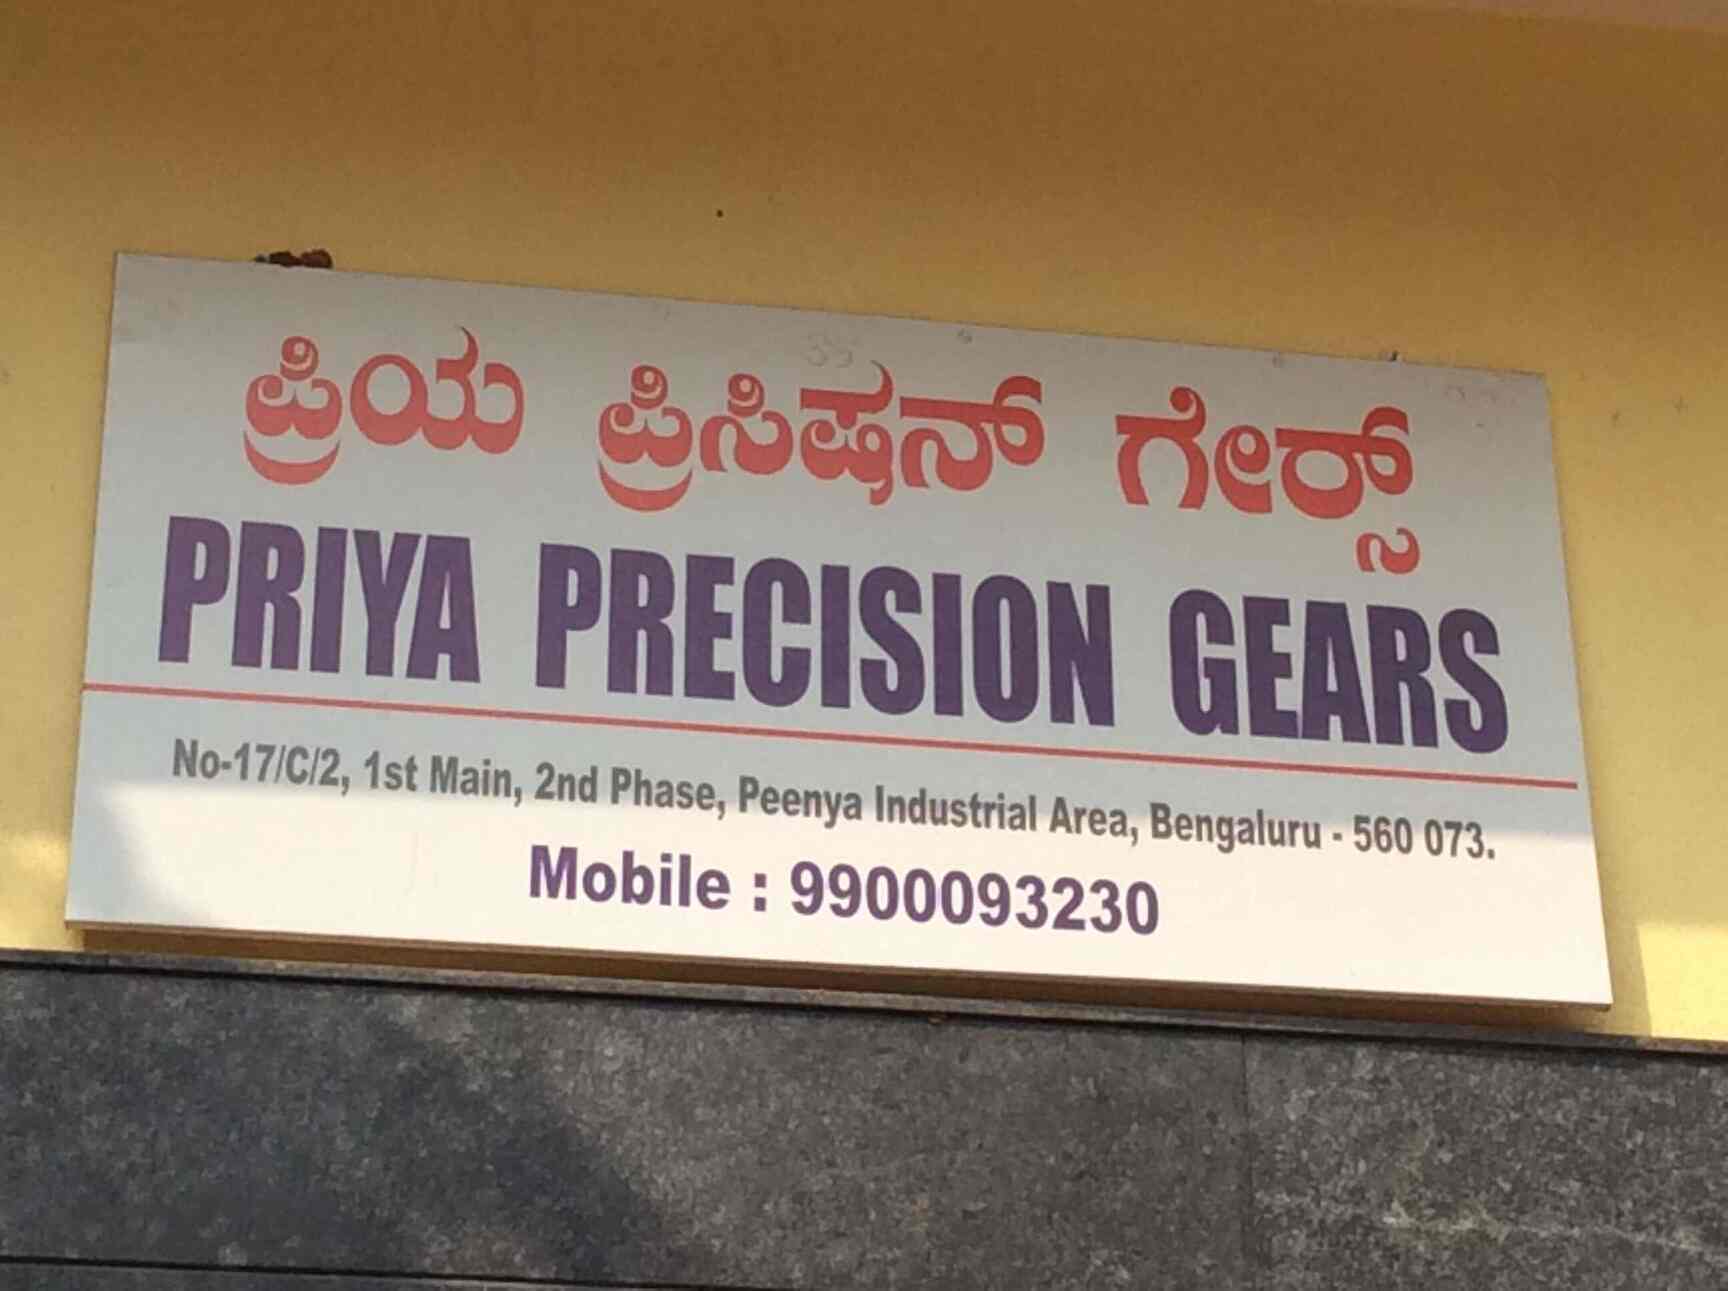 ಪ್ರಿಯ ಪ್ರಿಸಿಷನ್ ಗೇರ್ಸ್
PRIYA PRECISION GEARS
No-17/C/2, 1st Main, 2nd Phase, Peenya Industrial Area, Bengaluru - 560 073.
Mobile : 9900093230